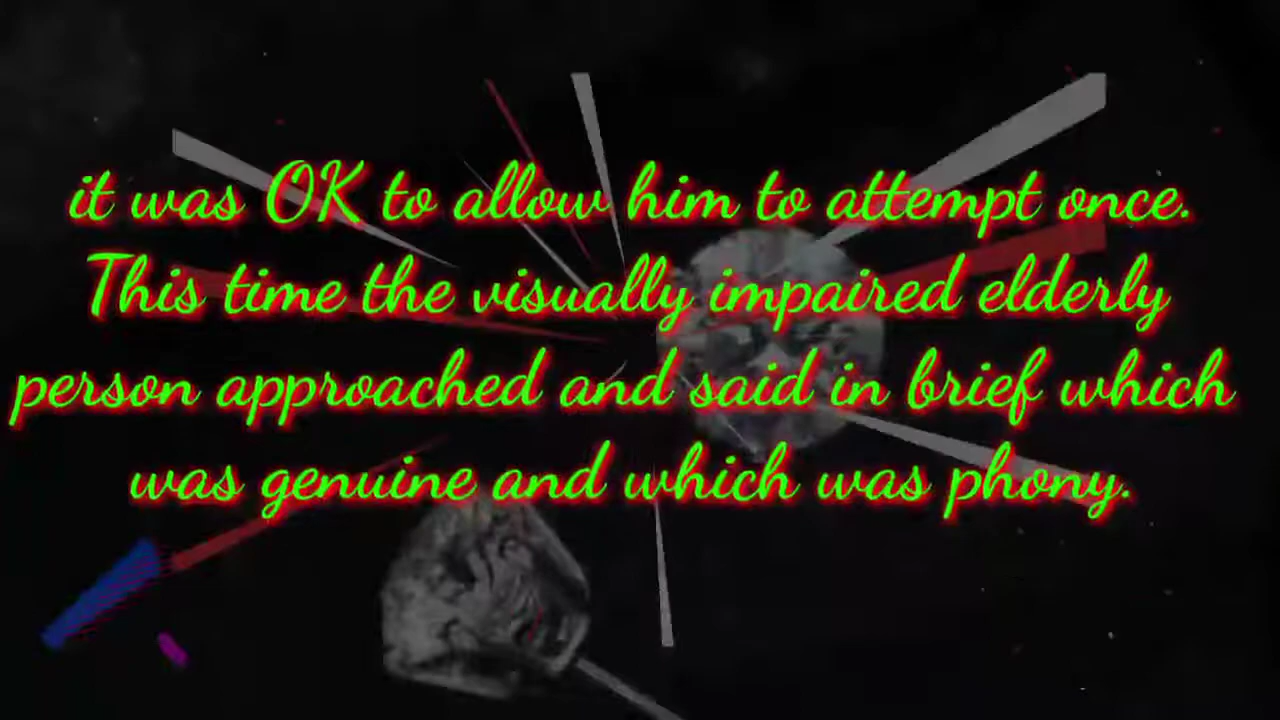 it was OK to allow him to attempt once.
This time the visually impaired elderly
person approached and said in brief which
was genuine and which was phony.